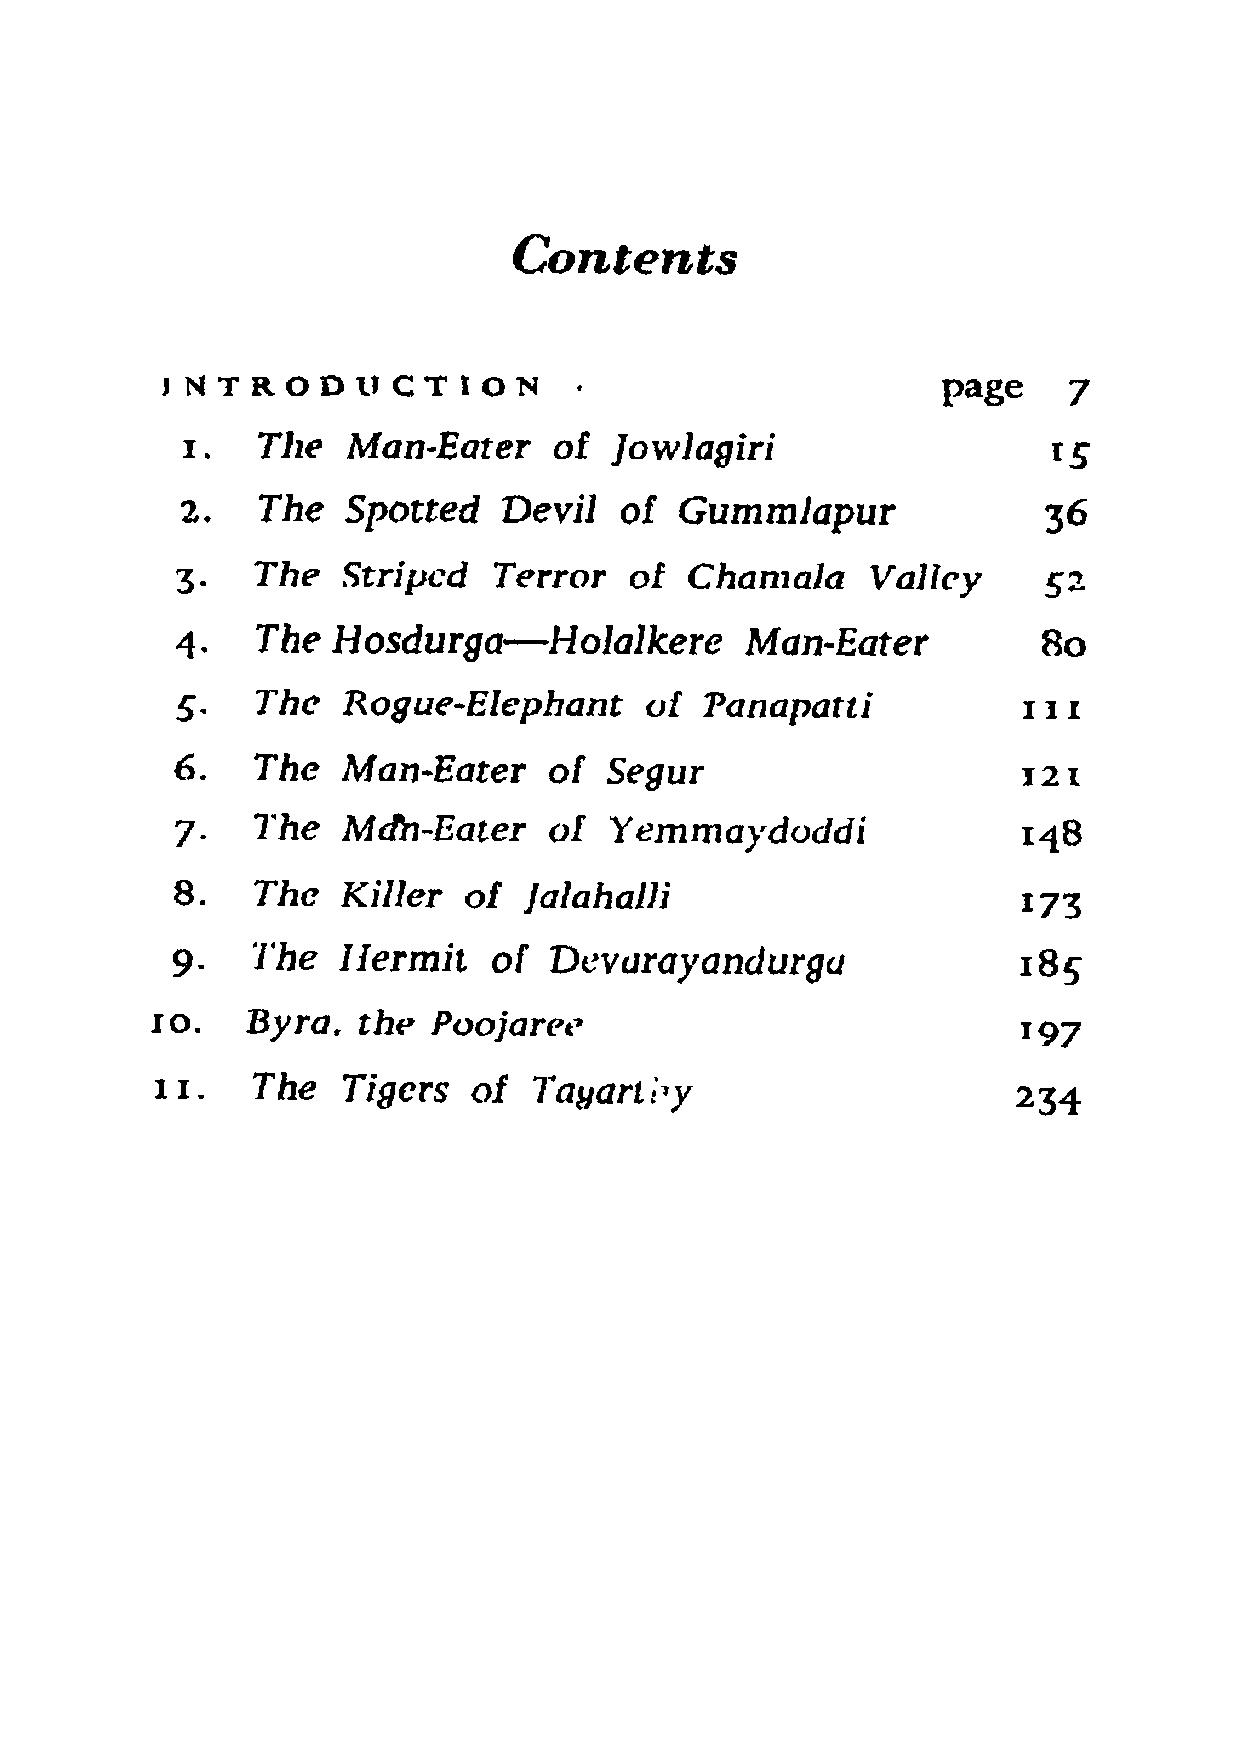 Contents
INTRODUCTION page 7
1. The Man-Eater of Jowlagiri 15
2. The Spotted Devil of Gummlapur 36
3. The Striped Terror of Chamala Valley 52
4. The Hosdurga—Holalkere Man-Eater 80
5. The Rogue-Elephant of Panapatti 111
6. The Man-Eater of Segur 121
7. The Man-Eater of Yemmaydoddi 148
8. The Killer of Jalahalli 173
9. The Hermit of Devarayandurga 185
10. Byra, the Poojaree 197
11. The Tigers of Tagarthy 234